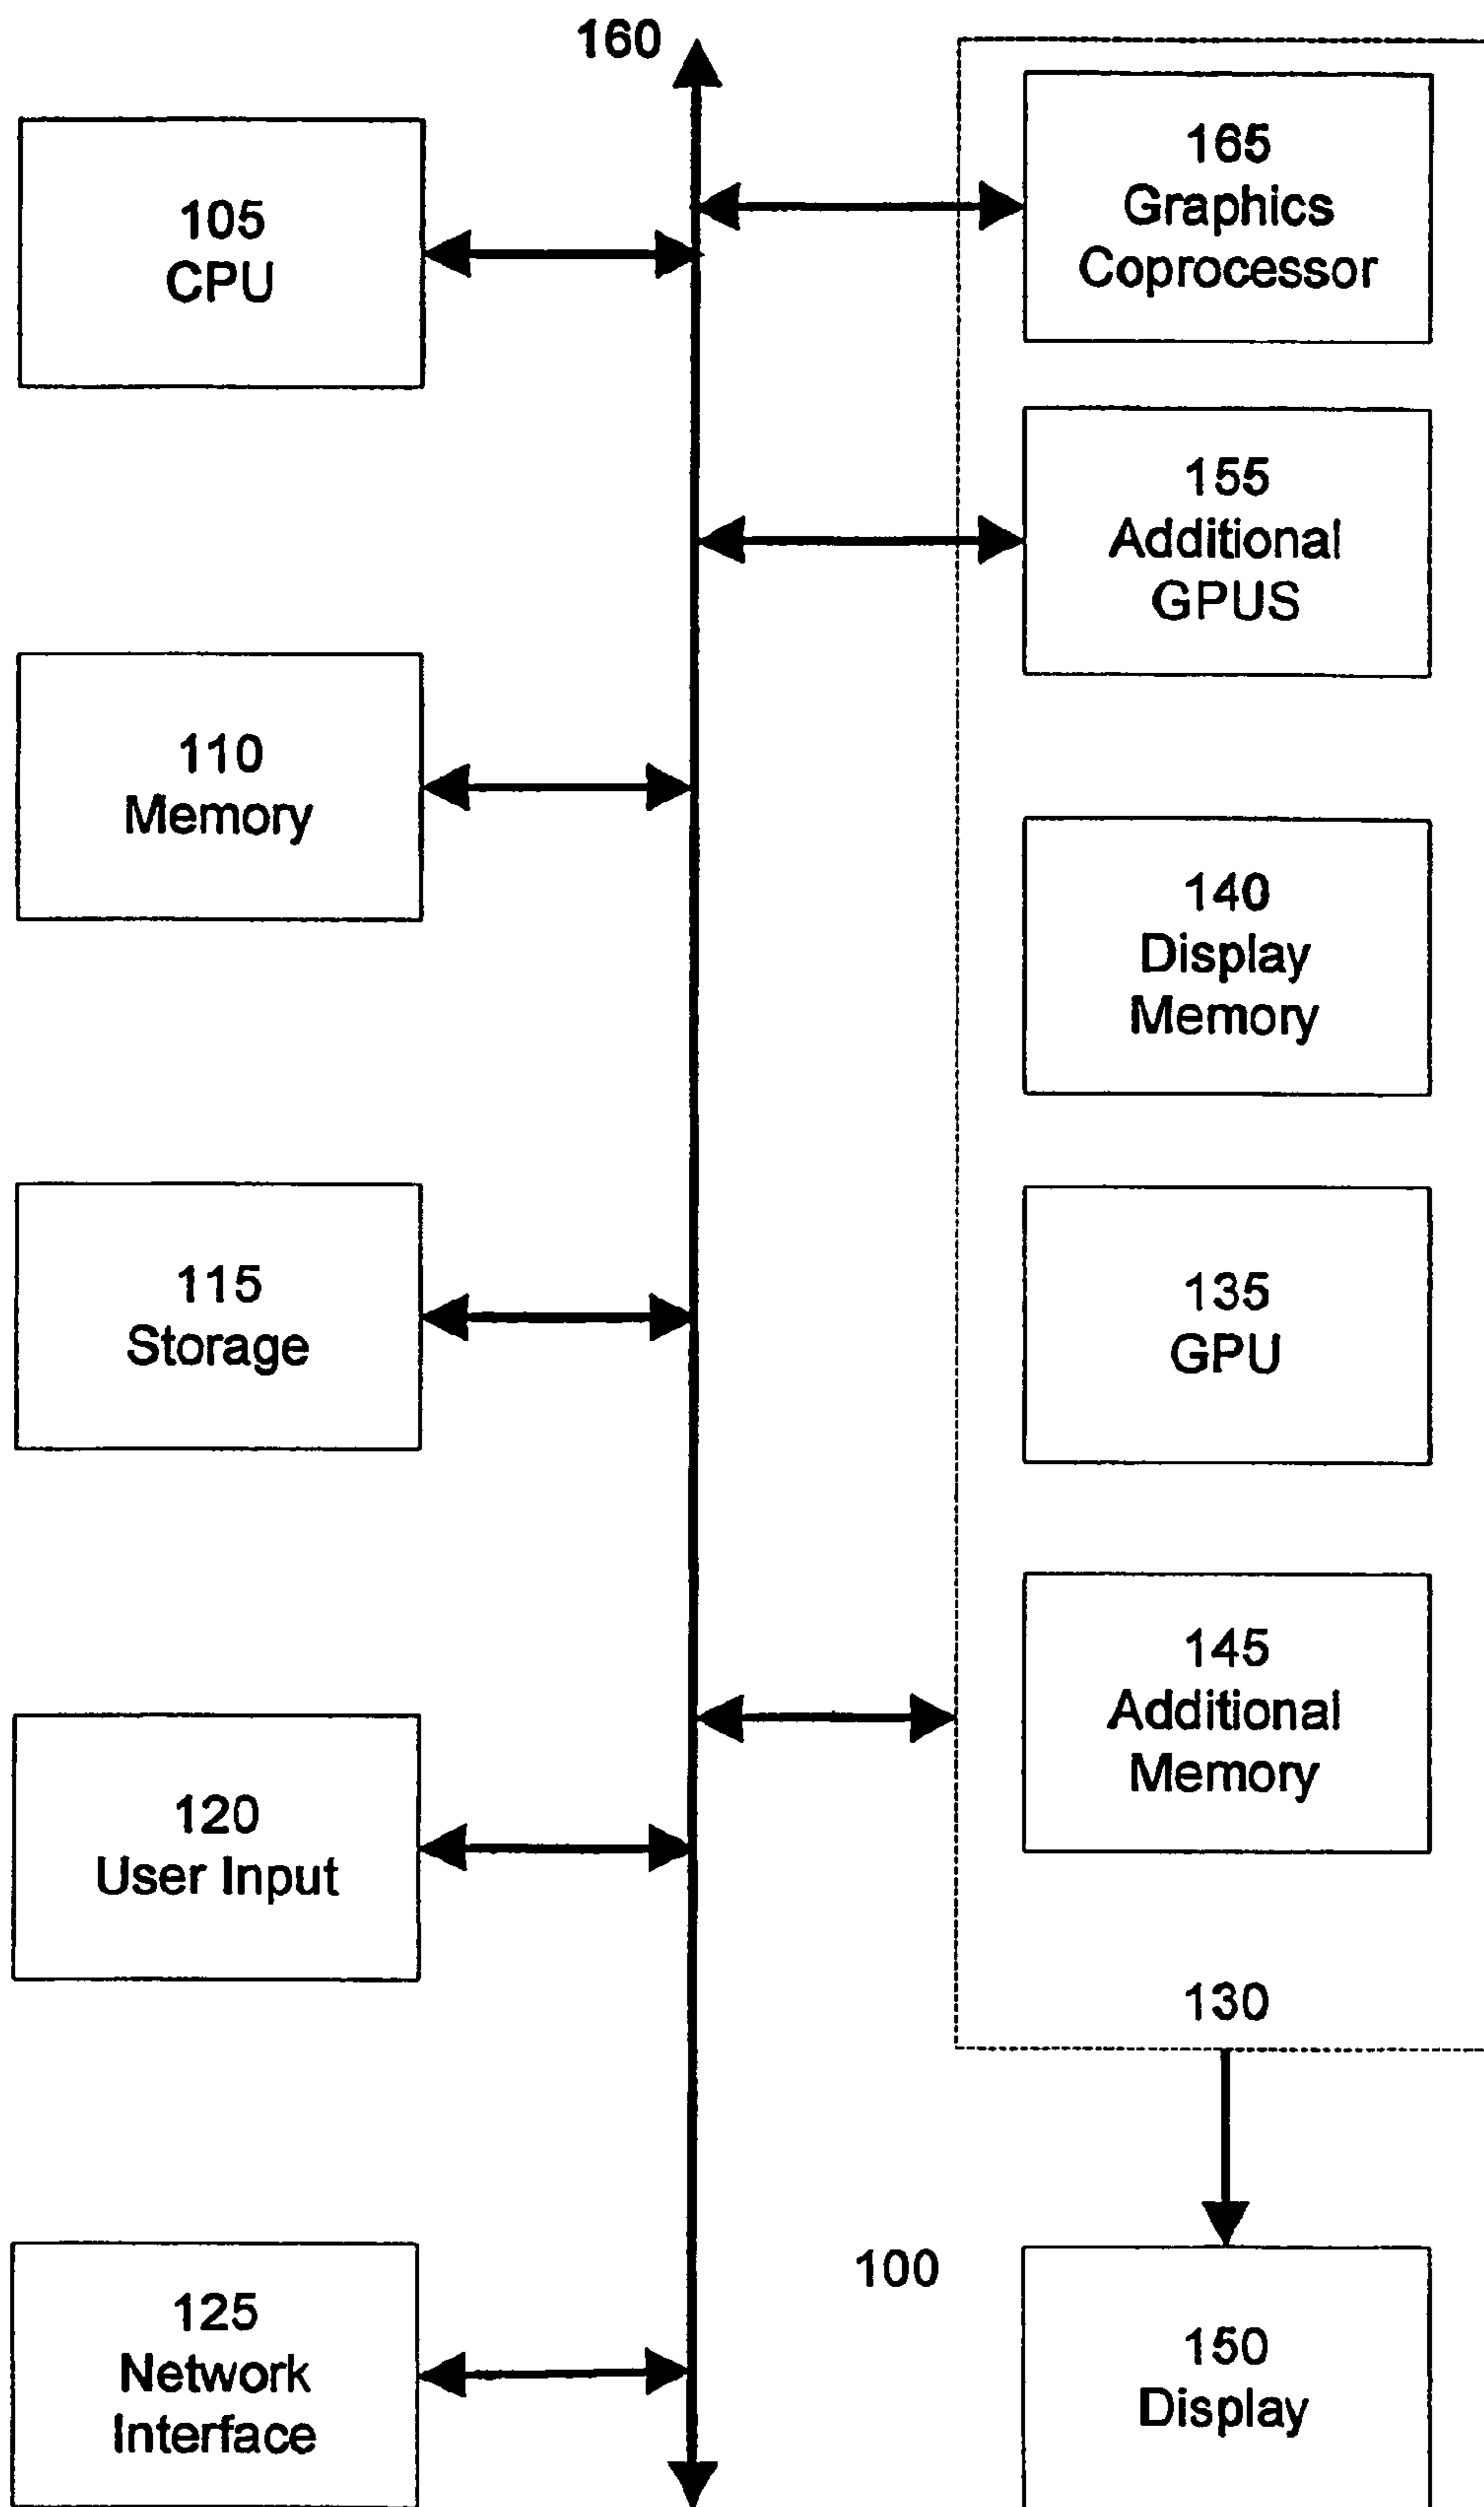 160
105
CPU
110
Memory
115
Storage
120
User Input
125
Network
Interface
165
Graphics
Coprocessor
155
Additional
GPUS
140
Display
Memory
135
GPU
145
Additional
Memory
130
100
150
Display